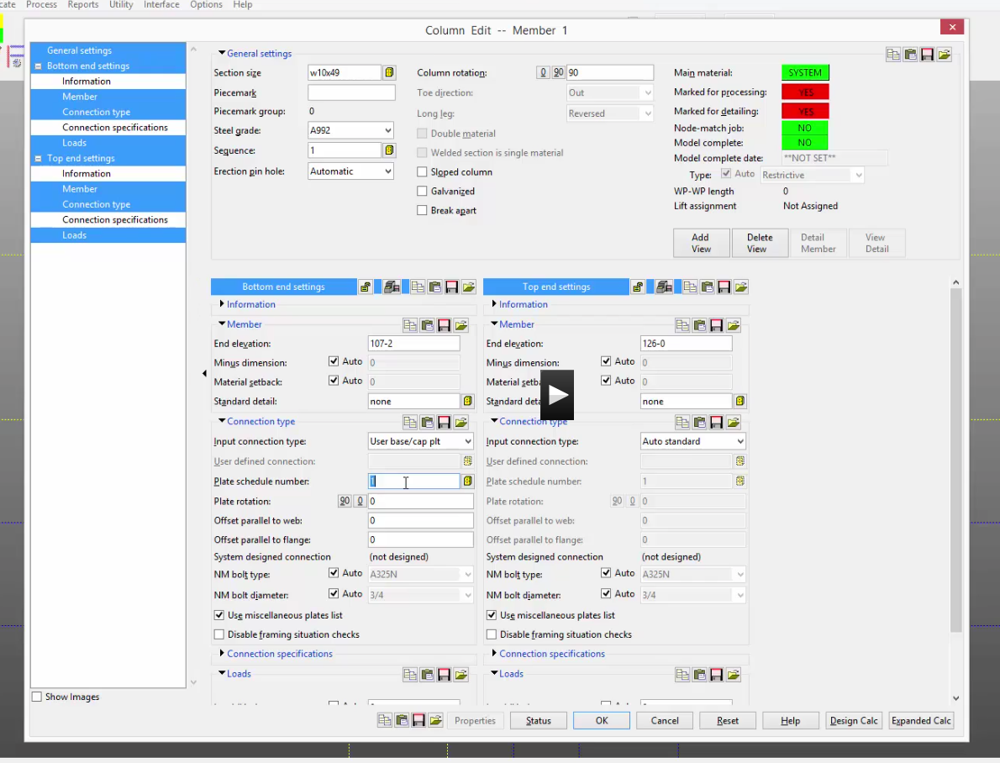 Process Reports Utility Interface Options Help
Column Edit -- Member 1
General settings
Bottom end settings
Information
Member
Connection type
Connection specifications
Loads
Top end settings
Information
Member
Connection type
Connection specifications
Loads
Show Images
General settings
Section size w10x49
Piecemark
Piecemark group: 0
Steel grade: A992
Sequence: 1
Erection pin hole: Automatic
Column rotation: 0 90 90
Toe direction: Out
Long leg: Reversed
Double material
Welded section is single material
Sloped column
Galvanized
Break apart
Main material: SYSTEM
Marked for processing: YES
Marked for detailing: YES
Node-match job: NO
Model complete: NO
Model complete date: **NOT SET**
Type: Auto Restrictive
WP-WP length 0
Lift assignment Not Assigned
Add View
Delete View
Detail Member
View Detail
Bottom end settings
Information
Member
End elevation: 107-2
Minus dimension: Auto 0
Material setback: Auto 0
Standard detail: none
Connection type
Input connection type: User base/cap plt
User defined connection:
Plate schedule number:
Plate rotation: 90 0 0
Offset parallel to web: 0
Offset parallel to flange: 0
System designed connection (not designed)
NM bolt type: Auto A325N
NM bolt diameter: Auto 3/4
Use miscellaneous plates list
Disable framing situation checks
Connection specifications
Loads
Top end settings
Information
Member
End elevation: 126-0
Minus dimension: Auto 0
Material setba Auto 0
Standard deta none
Connection type
Input connection type: Auto standard
User defined connection:
Plate schedule number: 1
Plate rotation: 90 0 0
Offset parallel to web: 0
Offset parallel to flange: 0
System designed connection (not designed)
NM bolt type: Auto A325N
NM bolt diameter: Auto 3/4
Use miscellaneous plates list
Disable framing situation checks
Connection specifications
Loads
Properties Status OK Cancel Reset Help Design Calc Expanded Calc